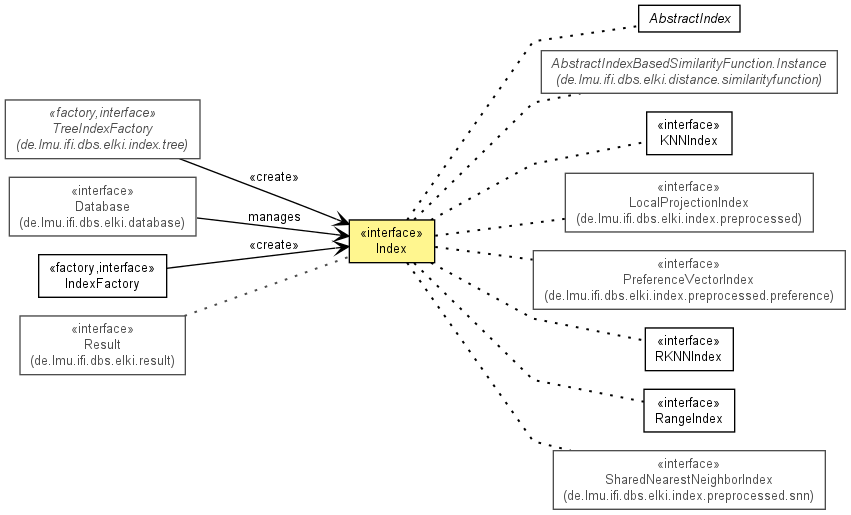 AbstractIndex
AbstractIndexBasedSimilarityFunction.Instance
(de.lmu.ifi.dbs.elki.distance.similarityfunction)
«factory,interface»
TreeIndexFactory
(de.lmu.ifi.dbs.elki.index.tree)
«interface»
KNNIndex
«create»
«interface»
Database
(de.lmu.ifi.dbs.elki.database)
manages
«interface»
LocalProjectionIndex
(de.lmu.ifi.dbs.elki.index.preprocessed)
«interface»
Index
«create»
«factory,interface»
IndexFactory
«interface»
PreferenceVectorIndex
(de.lmu.ifi.dbs.elki.index.preprocessed.preference)
«interface»
Result
(de.lmu.ifi.dbs.elki.result)
«interface»
RKNNIndex
«interface»
RangeIndex
«interface»
SharedNearestNeighborIndex
(de.lmu.ifi.dbs.elki.index.preprocessed.snn)